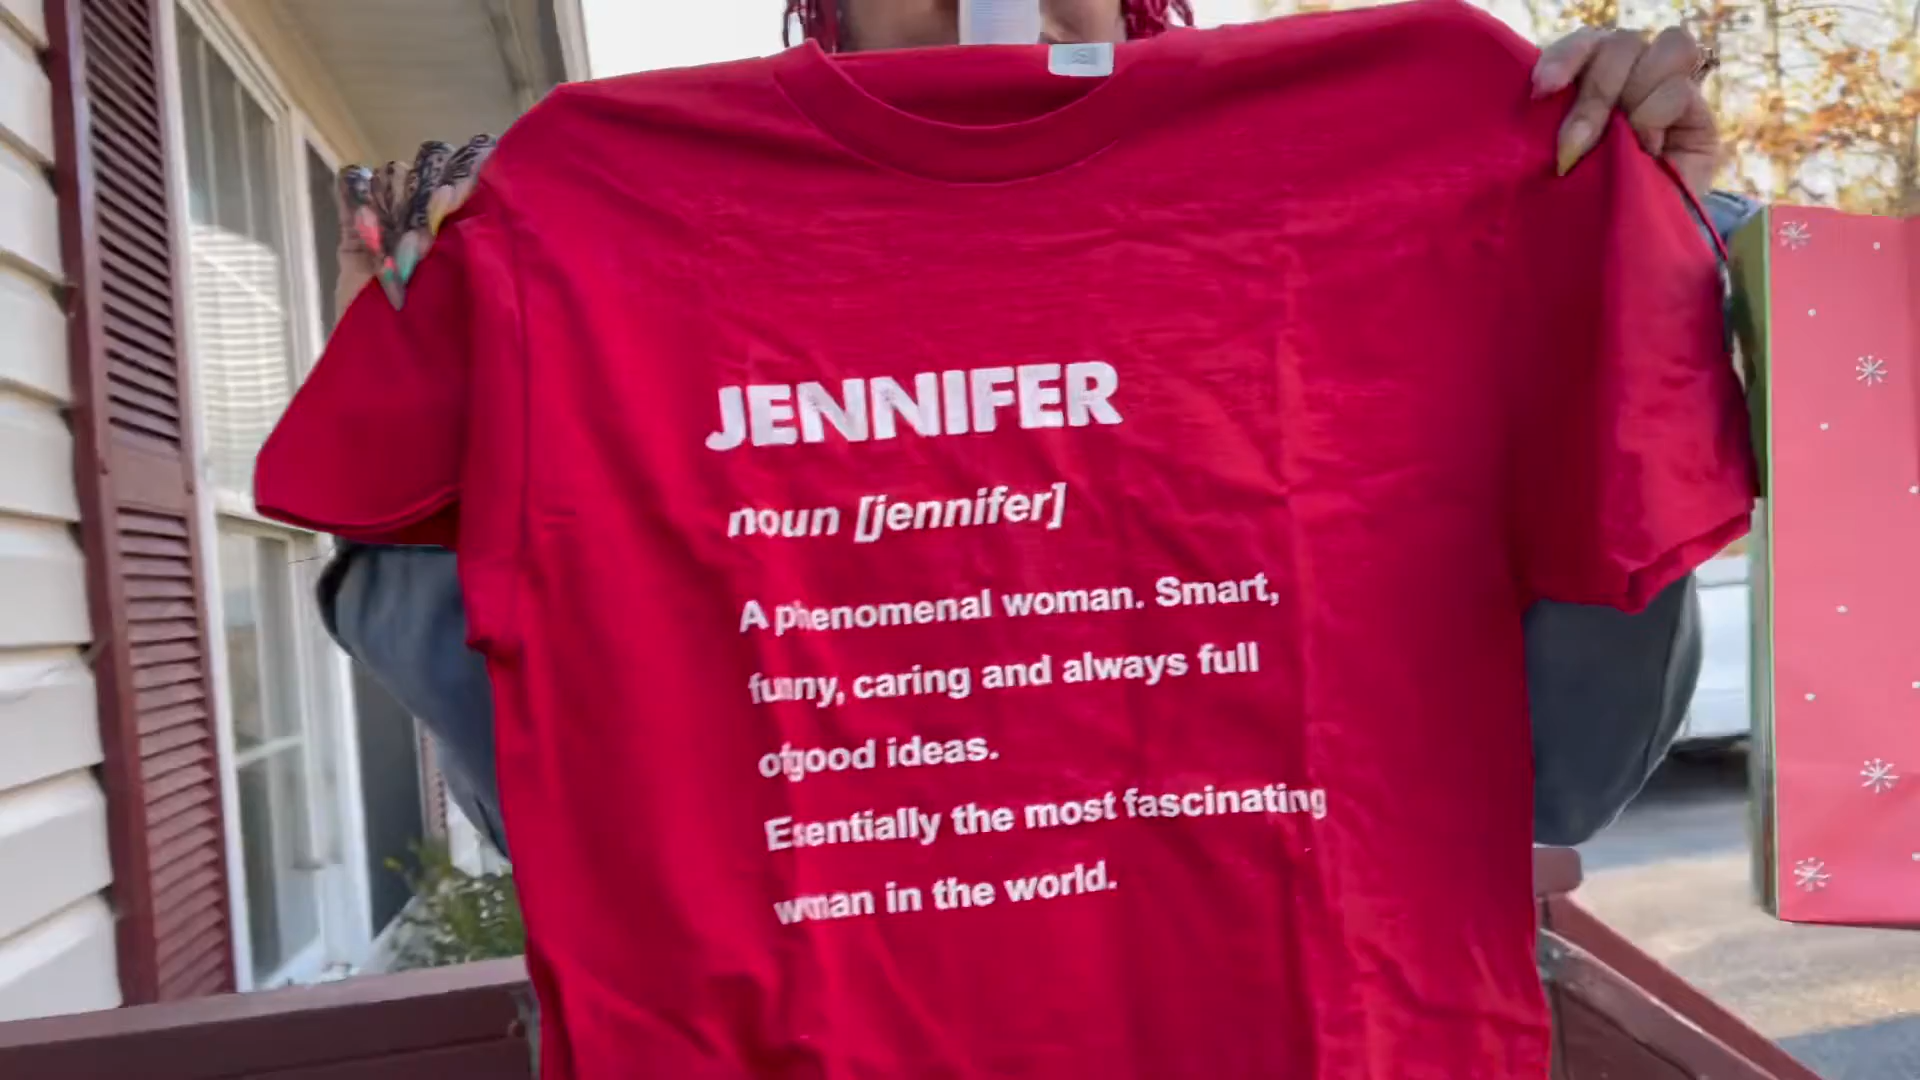 JENNIFER
noun [jennifer]
A phenomenal woman. Smart,
funny, caring and always full
of good ideas.
Esentially the most fascinating
woman in the world.